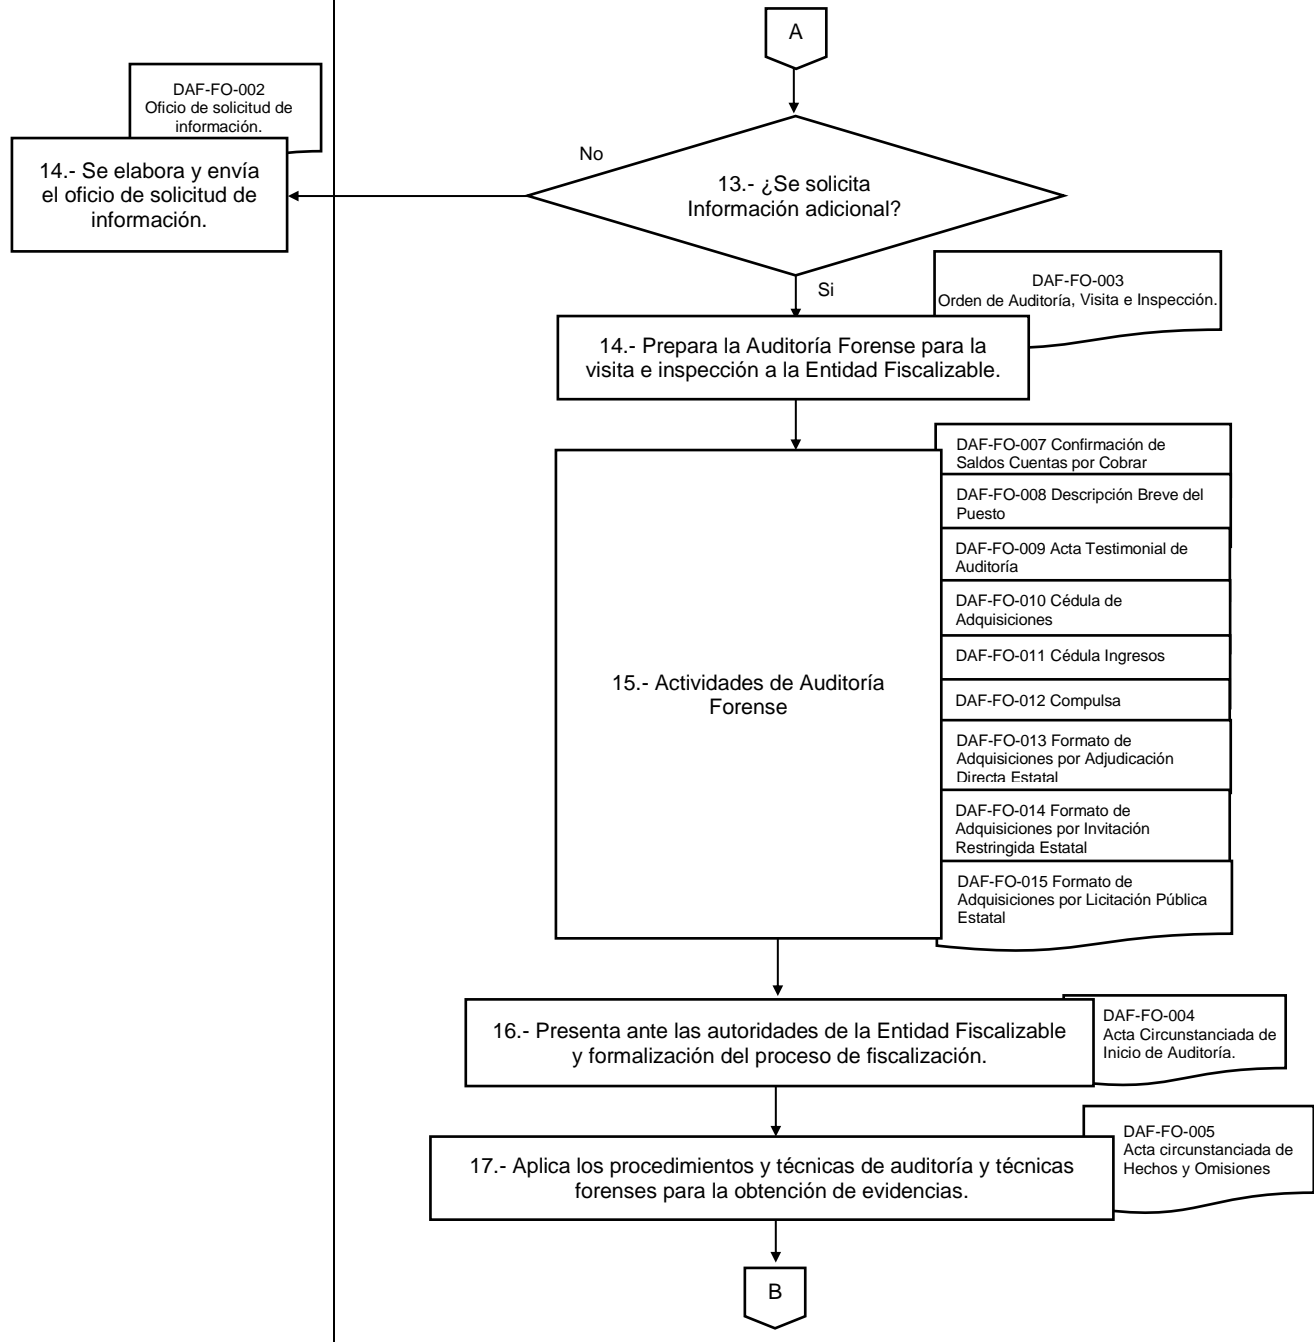 A
DAF-FO-002
Oficio de solicitud de
información.
14.- Se elabora y envía
el oficio de solicitud de
información.
No
13.- ¿Se solicita
Información adicional?
Si
DAF-FO-003
Orden de Auditoría, Visita e Inspección.
14.- Prepara la Auditoría Forense para la
visita e inspección a la Entidad Fiscalizable.
15.- Actividades de Auditoría
Forense
DAF-FO-007 Confirmación de
Saldos Cuentas por Cobrar
DAF-FO-008 Descripción Breve del
Puesto
DAF-FO-009 Acta Testimonial de
Auditoría
DAF-FO-010 Cédula de
Adquisiciones
DAF-FO-011 Cédula Ingresos
DAF-FO-012 Compulsa
DAF-FO-013 Formato de
Adquisiciones por Adjudicación
Directa Estatal
DAF-FO-014 Formato de
Adquisiciones por Invitación
Restringida Estatal
DAF-FO-015 Formato de
Adquisiciones por Licitación Pública
Estatal
16.- Presenta ante las autoridades de la Entidad Fiscalizable
y formalización del proceso de fiscalización.
DAF-FO-004
Acta Circunstanciada de
Inicio de Auditoría.
17.- Aplica los procedimientos y técnicas de auditoría y técnicas
forenses para la obtención de evidencias.
DAF-FO-005
Acta circunstanciada de
Hechos y Omisiones
B